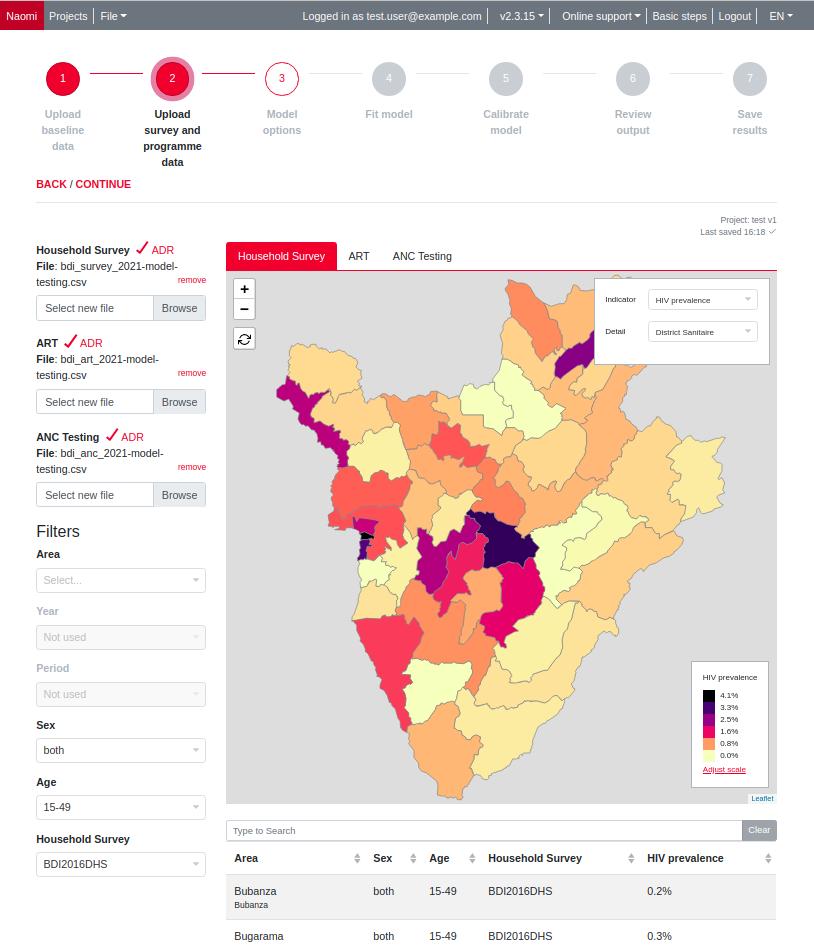 Naomi Projects File Logged in as test.user@example.com v2.3.15 Online support Basic steps Logout EN
1 2 3 4 5 6 7
Upload baseline data
Upload survey and programme data
Model options
Fit model
Calibrate model
Review output
Save results
BACK / CONTINUE
Project: test v1
Last saved 16:18
Household Survey ADR
File: bdi_survey_2021-model-
testing.csv remove
Select new file Browse
ART ADR
File: bdi_art_2021-model-
testing.csv remove
Select new file Browse
ANC Testing ADR
File: bdi_anc_2021-model-
testing.csv remove
Select new file Browse
Filters
Area
Select...
Year
Not used
Period
Not used
Sex
both
Age
15-49
Household Survey
BDI2016DHS
Household Survey ART ANC Testing
+
−
Indicator HIV prevalence
Detail District Sanitaire
HIV prevalence
4.1%
3.3%
2.5%
1.6%
0.8%
0.0%
Adjust scale
Leaflet
Type to Search Clear
Area Sex Age Household Survey HIV prevalence
Bubanza both 15-49 BDI2016DHS 0.2%
Bubanza
Bugarama both 15-49 BDI2016DHS 0.3%